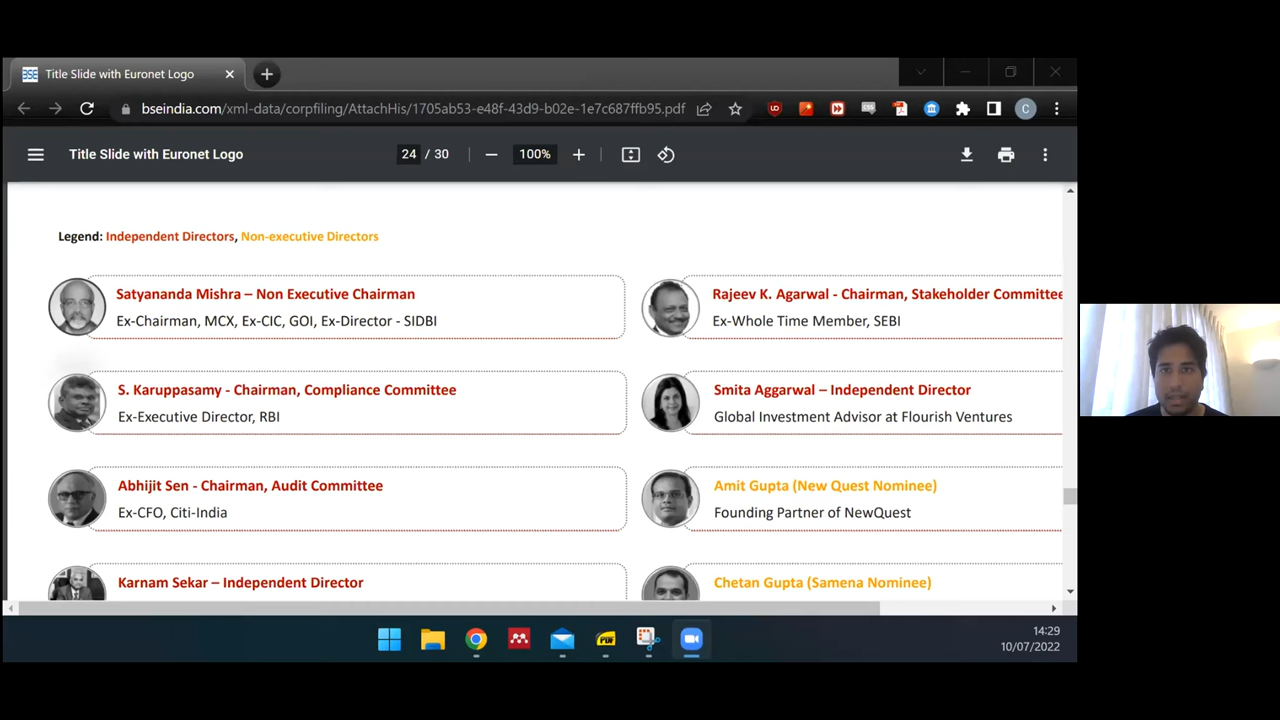 Title Slide with Euronet Logo
bseindia.com/xml-data/corpfiling/AttachHis/1705ab53-e48f-43d9-b02e-1e7c687ffb95.pdf
C
Title Slide with Euronet Logo
24 / 30
100%
Legend: Independent Directors, Non-executive Directors
Satyananda Mishra – Non Executive Chairman
Ex-Chairman, MCX, Ex-CIC, GOI, Ex-Director - SIDBI
Rajeev K. Agarwal - Chairman, Stakeholder Committee
Ex-Whole Time Member, SEBI
S. Karuppasamy - Chairman, Compliance Committee
Ex-Executive Director, RBI
Smita Aggarwal – Independent Director
Global Investment Advisor at Flourish Ventures
Abhijit Sen - Chairman, Audit Committee
Ex-CFO, Citi-India
Amit Gupta (New Quest Nominee)
Founding Partner of NewQuest
Karnam Sekar – Independent Director
Chetan Gupta (Samena Nominee)
14:29
10/07/2022